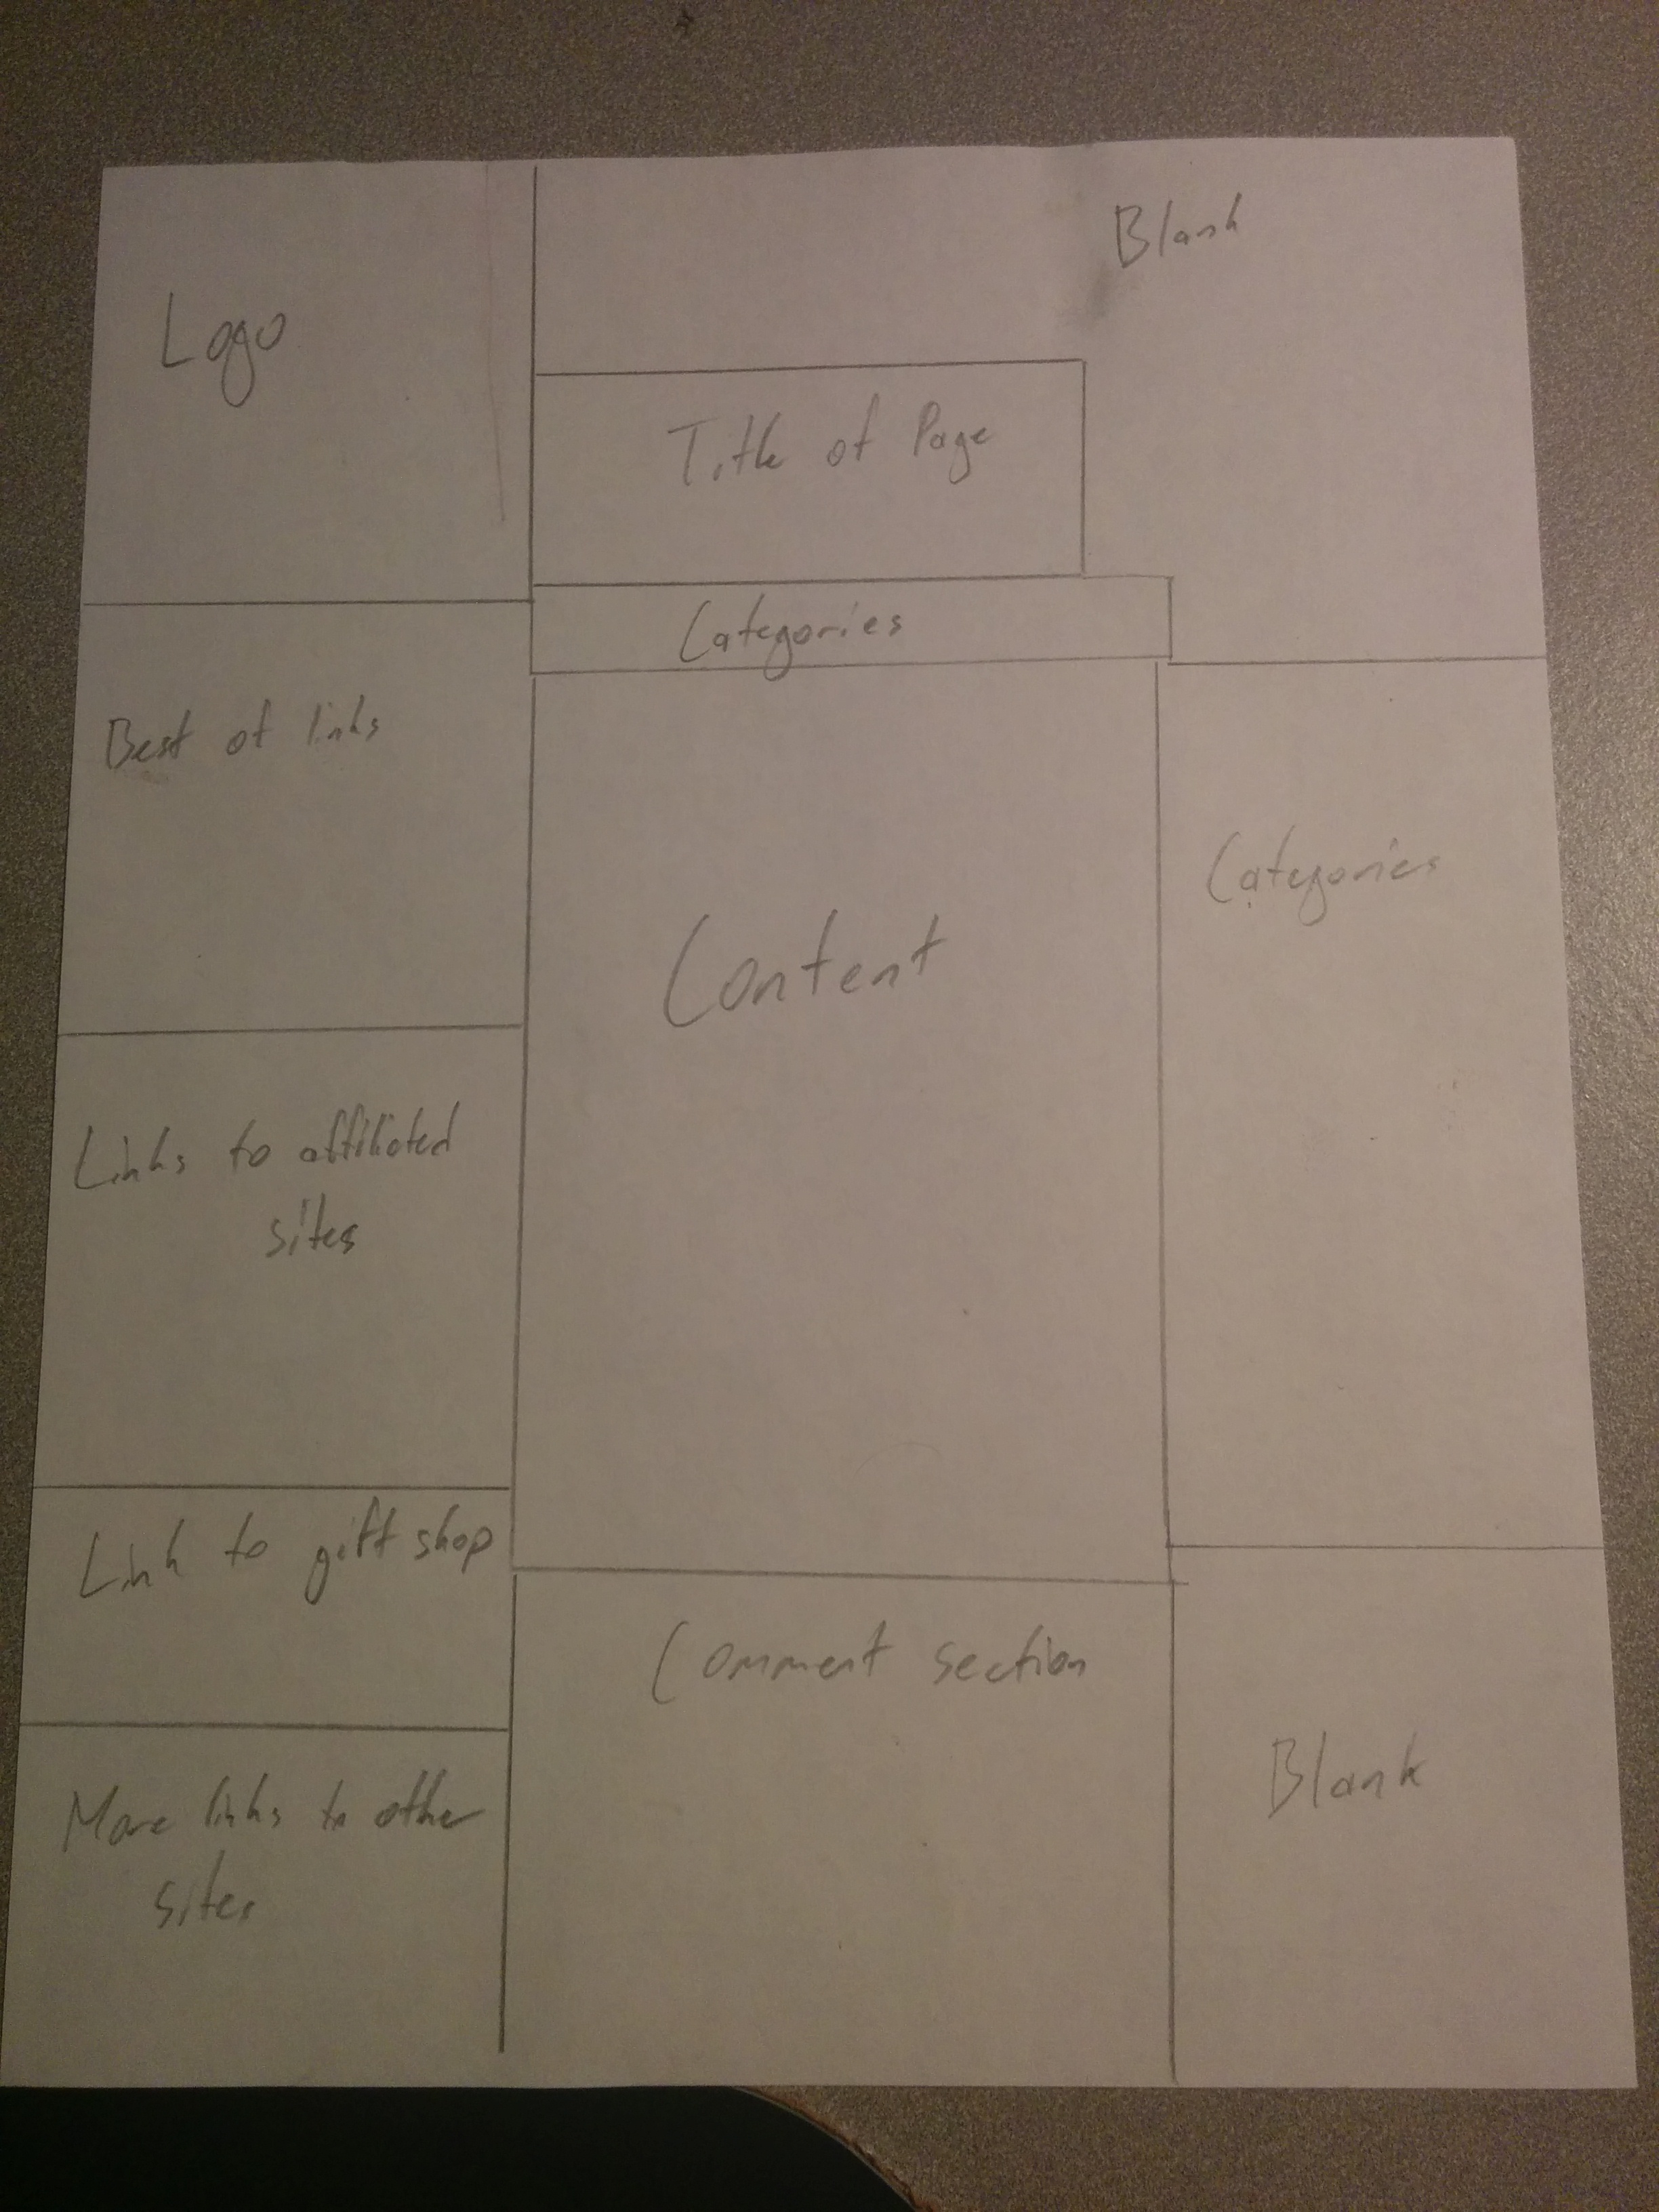 Blank
Logo
Title of Page
Categories
Best of links
Categories
Content
Links to affiliated
sites
Link to gift shop
Comment section
Blank
More links to other
sites